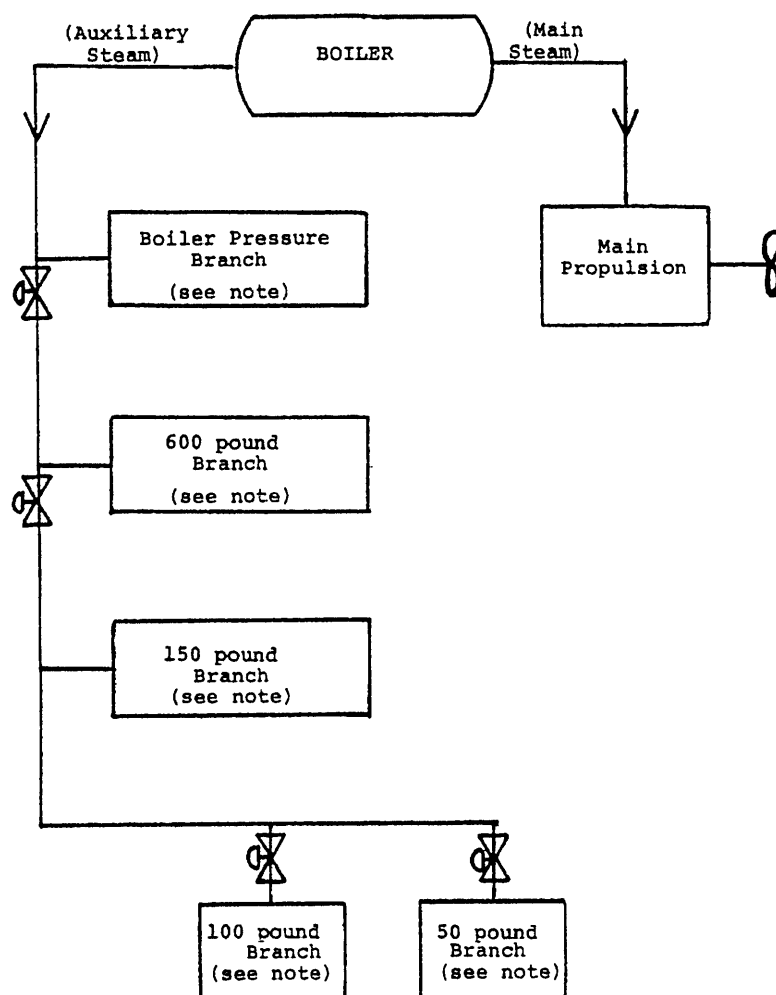 (Auxiliary
Steam)
BOILER
(Main
Steam)
Boiler Pressure
Branch
(see note)
Main
Propulsion
600 pound
Branch
(see note)
150 pound
Branch
(see note)
100 pound
Branch
(see note)
50 pound
Branch
(see note)